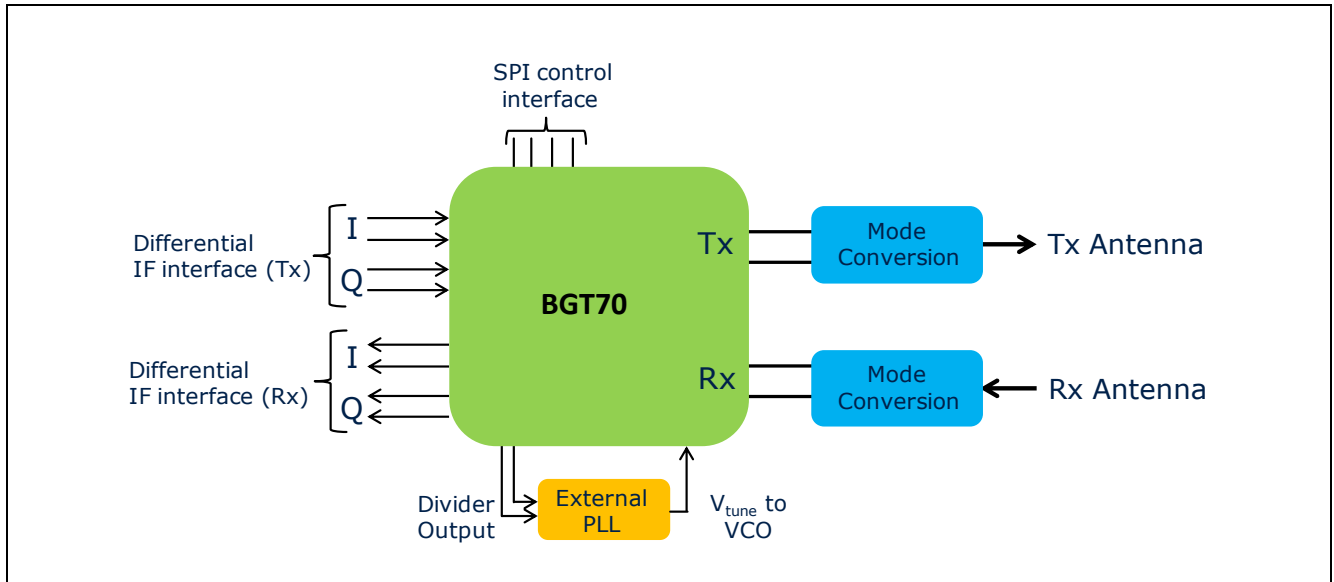 SPI control
interface
Differential
IF interface (Tx)
I
Q
Differential
IF interface (Rx)
I
Q
BGT70
Tx
Rx
Mode
Conversion
Tx Antenna
Mode
Conversion
Rx Antenna
Divider
Output
External
PLL
Vtune to
VCO